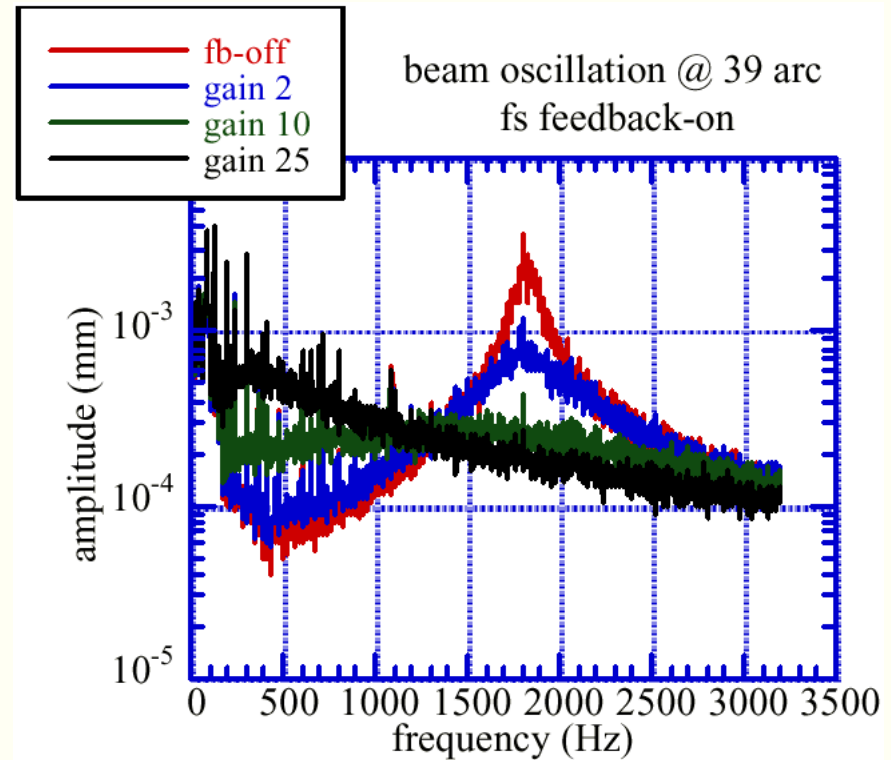 fb-off
gain 2
gain 10
gain 25
beam oscillation @ 39 arc
fs feedback-on
amplitude (mm)
10-3
10-4
10-5
0 500 1000 1500 2000 2500 3000 3500
frequency (Hz)